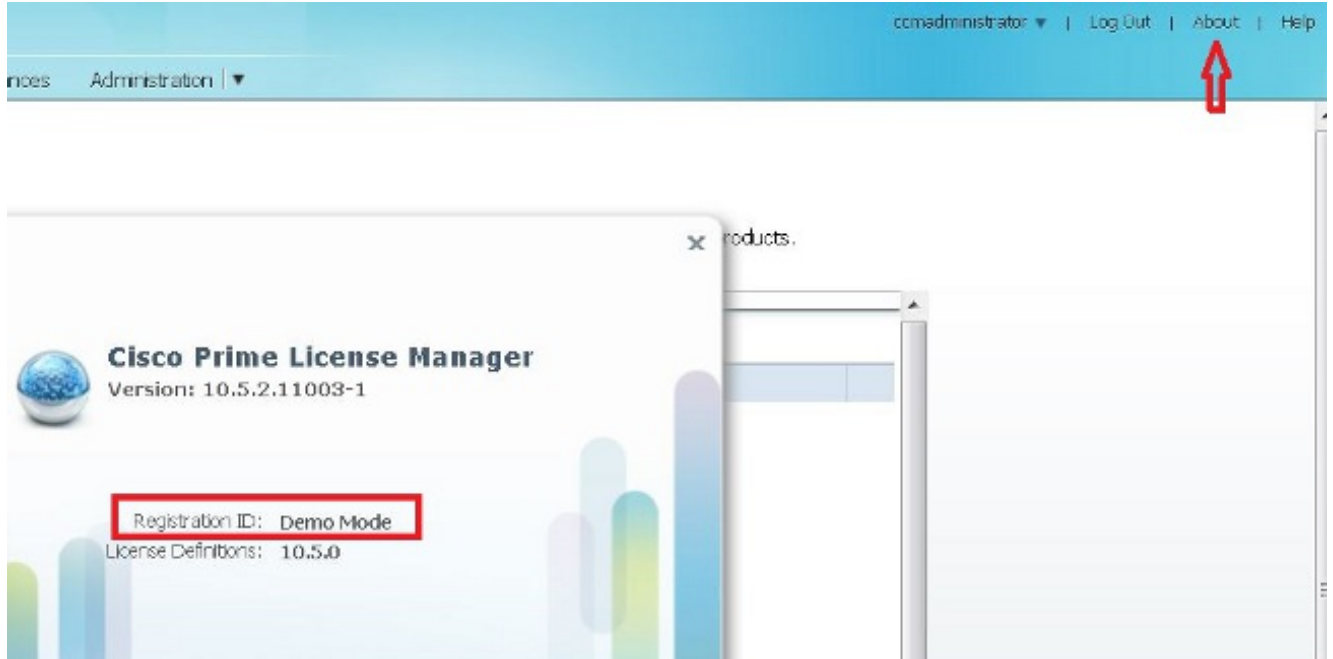 ccmadministrator ▼ | Log Out | About | Help
nces Administration | ▼
roducts.
Cisco Prime License Manager
Version: 10.5.2.11003-1
Registration ID: Demo Mode
License Definitions: 10.5.0